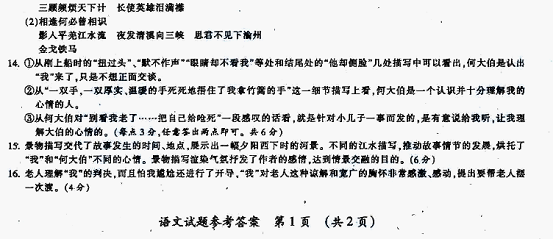 三顾频烦天下计 长使英雄泪满襟
(2)相逢何必曾相识
影人平羌江水流 夜发清溪向三峡 思君不见下渝州
金戈铁马
14. ①从刚上船时的“扭过头”、“默不作声”“眼睛却不看我”等处和结尾处的“他却侧脸”几处描写中可以看出,何大伯是认出
“我”来了,只是不想正面交谈。
②从“一双手,一双厚实、温暖的手死死地捂住了我拿竹篙的手”这一细节描写上看,何大伯是一个认识并十分理解我的
心情的人。
③从何大伯对“到看我老了……把自己给呛死”一段感叹的话看,就是针对小儿子一事而发的,是有意说给我听,让我理
解大伯的心情的。(每点3分,任意答出两点即可。共6分)
15. 景物描写交代了故事发生的时间、地点,展示出一幅夕阳西下时的河景。不同的江水描写,推动故事情节的发展,烘托了
“我”和“何大伯”不同的心情。景物描写渲染气氛抒发了作者的感情,达到情景交融的目的。(6分)
16. 老人理解“我”的判决,而且怕我尴尬还进行了开导,“我”对老人这种谅解和宽广的胸怀非常感激、感动,提出要帮老人摆
一次渡。(4分)
语文试题参考答案 第1页 (共2页)